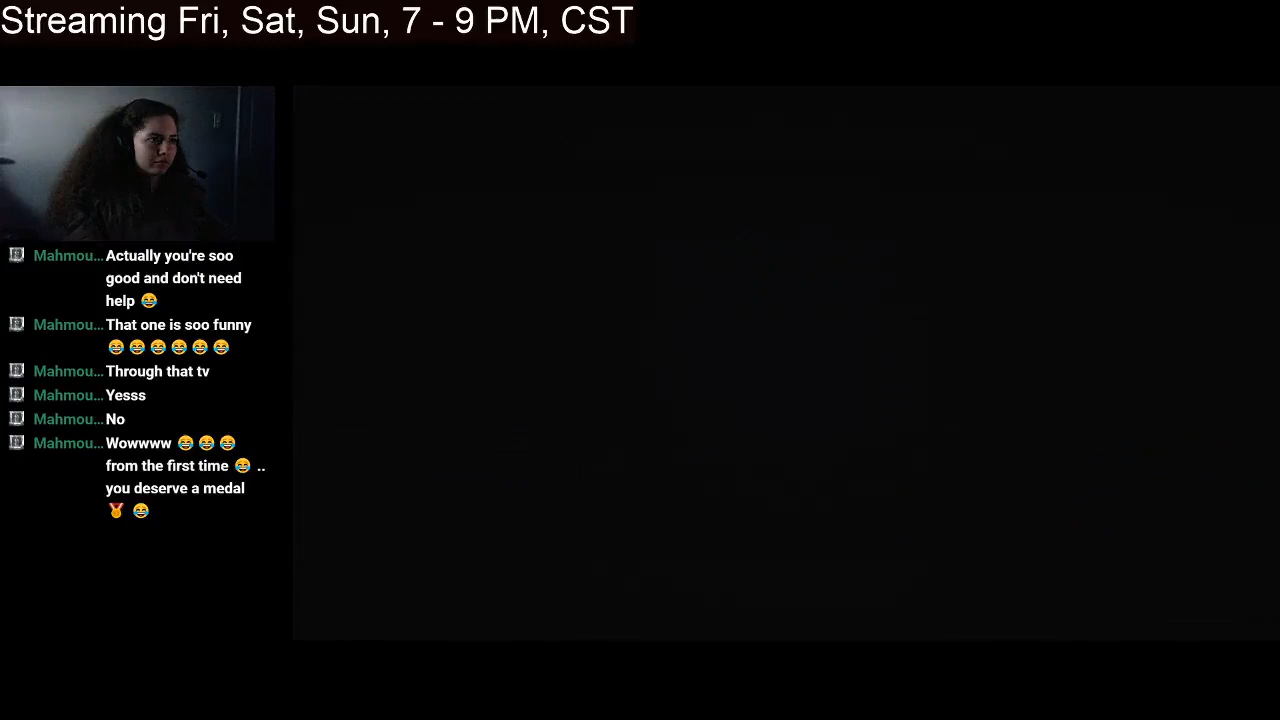 Streaming Fri, Sat, Sun, 7 - 9 PM, CST
Mahmou... Actually you're soo
good and don't need
help 😂
Mahmou... That one is soo funny
😂😂😂😂😂😂
Mahmou... Through that tv
Mahmou... Yesss
Mahmou... No
Mahmou... Wowwww 😂😂😂
from the first time 😂 ..
you deserve a medal
🏅 😂